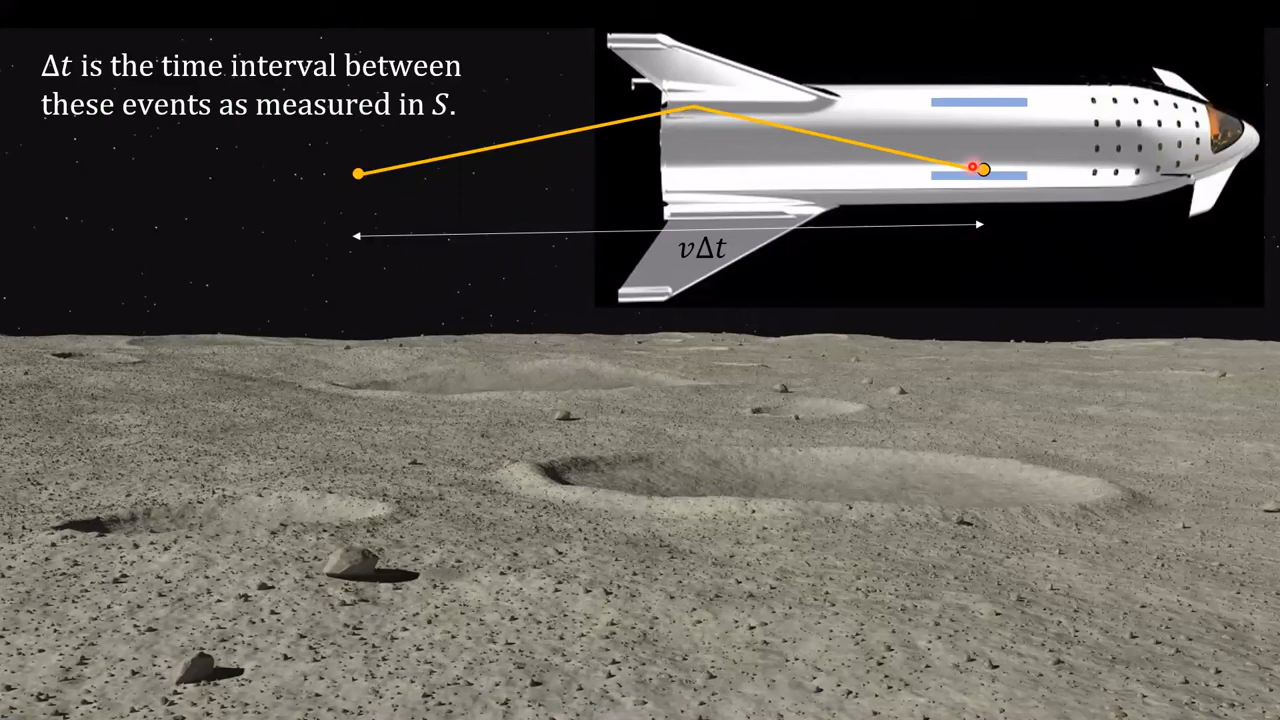 Δt is the time interval between
these events as measured in S.
vΔt